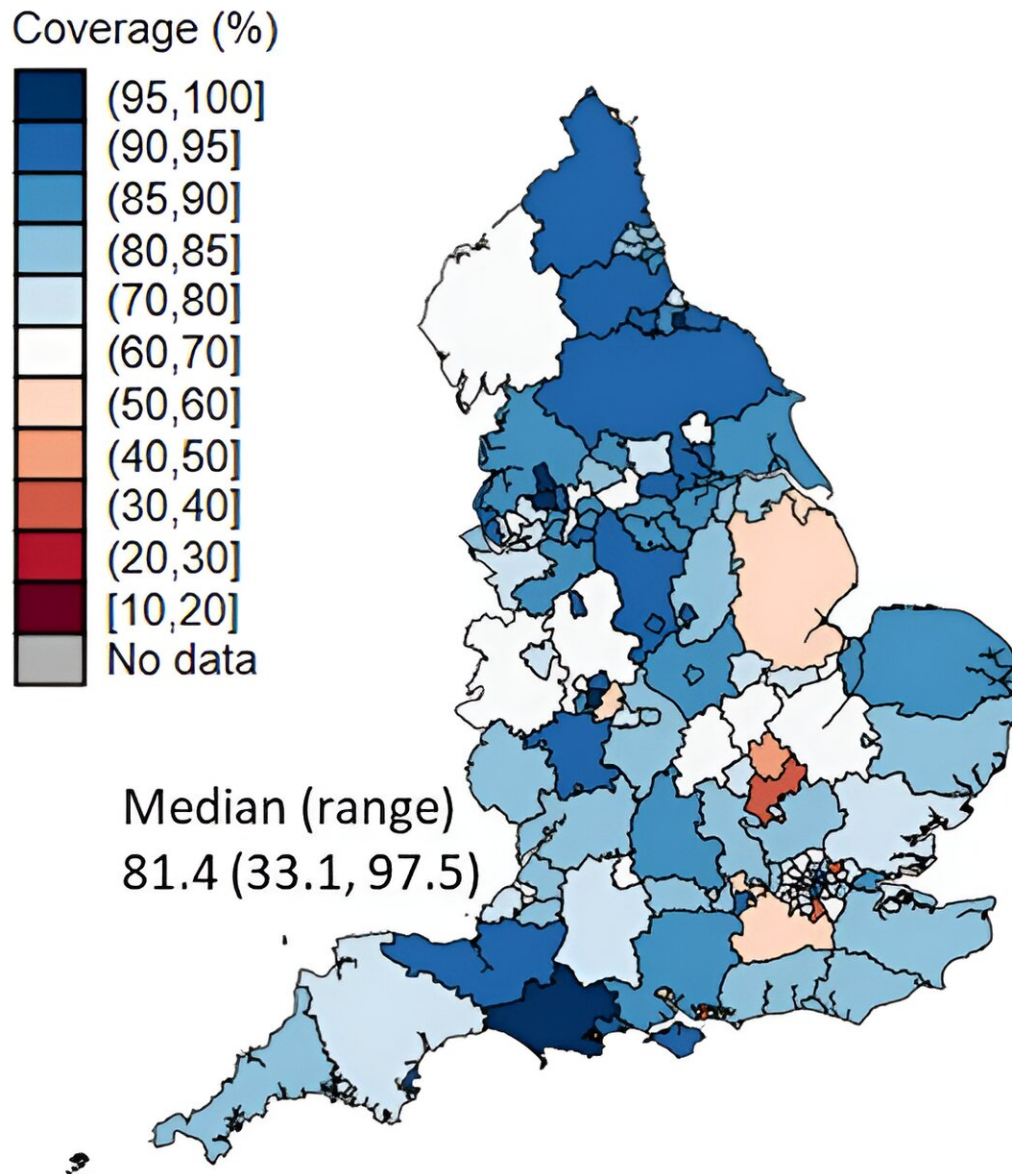 Coverage (%)
(95,100]
(90,95]
(85,90]
(80,85]
(70,80]
(60,70]
(50,60]
(40,50]
(30,40]
(20,30]
[10,20]
No data
Median (range)
81.4 (33.1, 97.5)